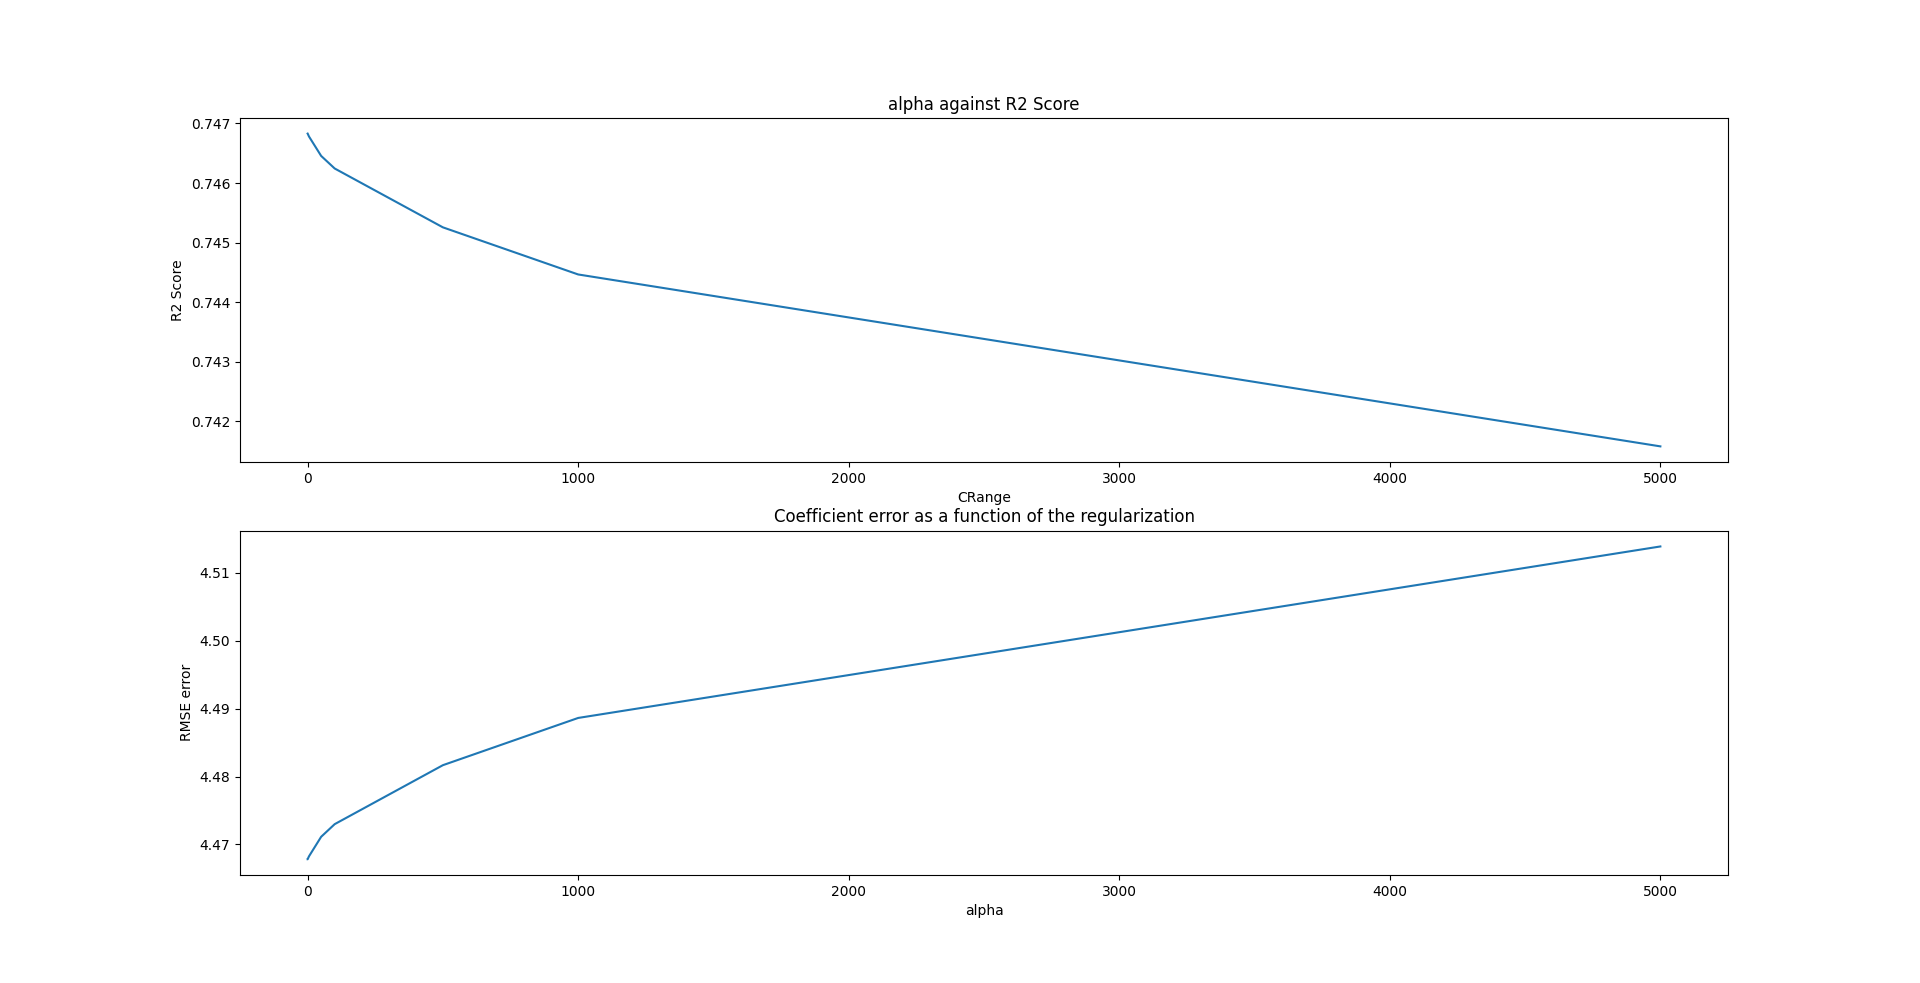 alpha against R2 Score
0.747
0.746
0.745
0.744
0.743
0.742
R2 Score
0 1000 2000 3000 4000 5000
CRange
Coefficient error as a function of the regularization
4.51
4.50
4.49
4.48
4.47
RMSE error
0 1000 2000 3000 4000 5000
alpha